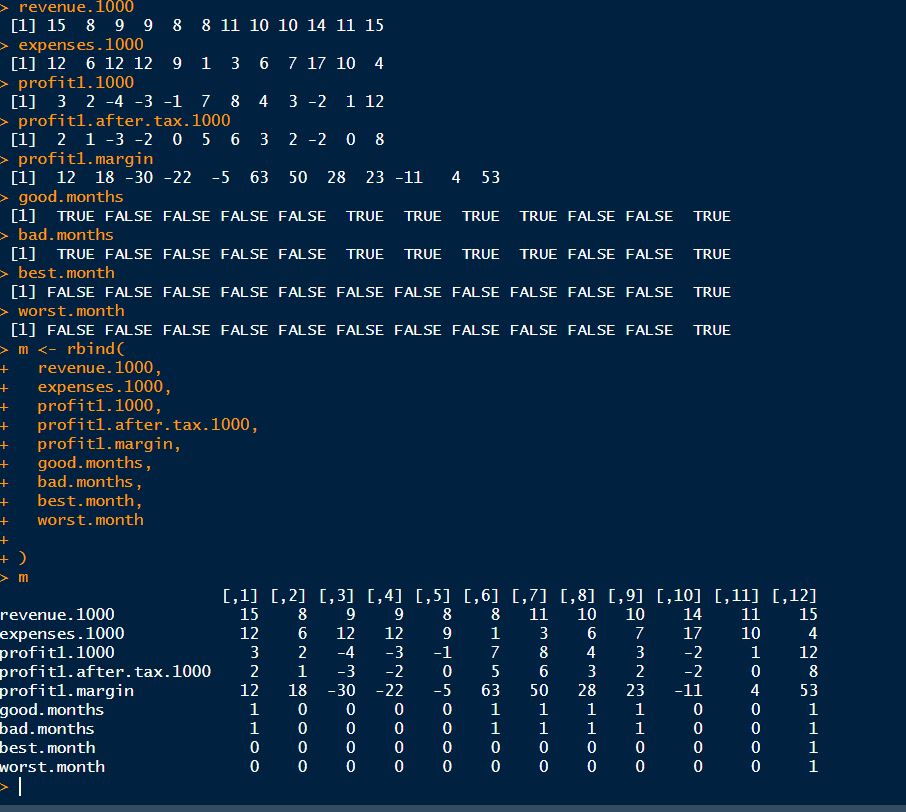 > revenue.1000
 [1] 15  8  9  9  8  8 11 10 10 14 11 15
> expenses.1000
 [1] 12  6 12 12  9  1  3  6  7 17 10  4
> profit1.1000
 [1]  3  2 -4 -3 -1  7  8  4  3 -2  1 12
> profit1.after.tax.1000
 [1]  2  1 -3 -2  0  5  6  3  2 -2  0  8
> profit1.margin
 [1]  12  18 -30 -22  -5  63  50  28  23 -11   4  53
> good.months
 [1]  TRUE FALSE FALSE FALSE FALSE  TRUE  TRUE  TRUE  TRUE FALSE FALSE  TRUE
> bad.months
 [1]  TRUE FALSE FALSE FALSE FALSE  TRUE  TRUE  TRUE  TRUE FALSE FALSE  TRUE
> best.month
 [1] FALSE FALSE FALSE FALSE FALSE FALSE FALSE FALSE FALSE FALSE FALSE  TRUE
> worst.month
 [1] FALSE FALSE FALSE FALSE FALSE FALSE FALSE FALSE FALSE FALSE FALSE  TRUE
> m <- rbind(
+   revenue.1000,
+   expenses.1000,
+   profit1.1000,
+   profit1.after.tax.1000,
+   profit1.margin,
+   good.months,
+   bad.months,
+   best.month,
+   worst.month
+
+ )
> m
                       [,1] [,2] [,3] [,4] [,5] [,6] [,7] [,8] [,9] [,10] [,11] [,12]
revenue.1000             15    8    9    9    8    8   11   10   10    14    11    15
expenses.1000            12    6   12   12    9    1    3    6    7    17    10     4
profit1.1000              3    2   -4   -3   -1    7    8    4    3    -2     1    12
profit1.after.tax.1000    2    1   -3   -2    0    5    6    3    2    -2     0     8
profit1.margin           12   18  -30  -22   -5   63   50   28   23   -11     4    53
good.months               1    0    0    0    0    1    1    1    1     0     0     1
bad.months                1    0    0    0    0    1    1    1    1     0     0     1
best.month                0    0    0    0    0    0    0    0    0     0     0     1
worst.month               0    0    0    0    0    0    0    0    0     0     0     1
>